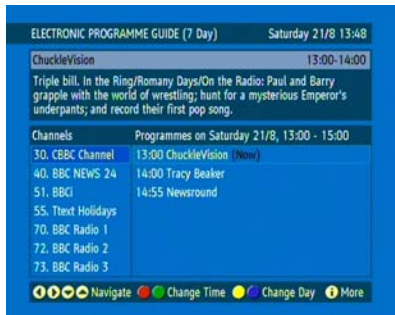 ELECTRONIC PROGRAMME GUIDE (7 Day) Saturday 21/8 13:48
ChuckleVision 13:00-14:00
Triple bill. In the Ring/Romany Days/On the Radio: Paul and Barry
grapple with the world of wrestling; hunt for a mysterious Emperor's
underpants; and record their first pop song.
Channels Programmes on Saturday 21/8, 13:00 - 15:00
30. CBBC Channel 13:00 ChuckleVision (Now)
40. BBC NEWS 24 14:00 Tracy Beaker
51. BBCi 14:55 Newsround
55. Ttext Holidays
70. BBC Radio 1
72. BBC Radio 2
73. BBC Radio 3
Navigate Change Time Change Day i More